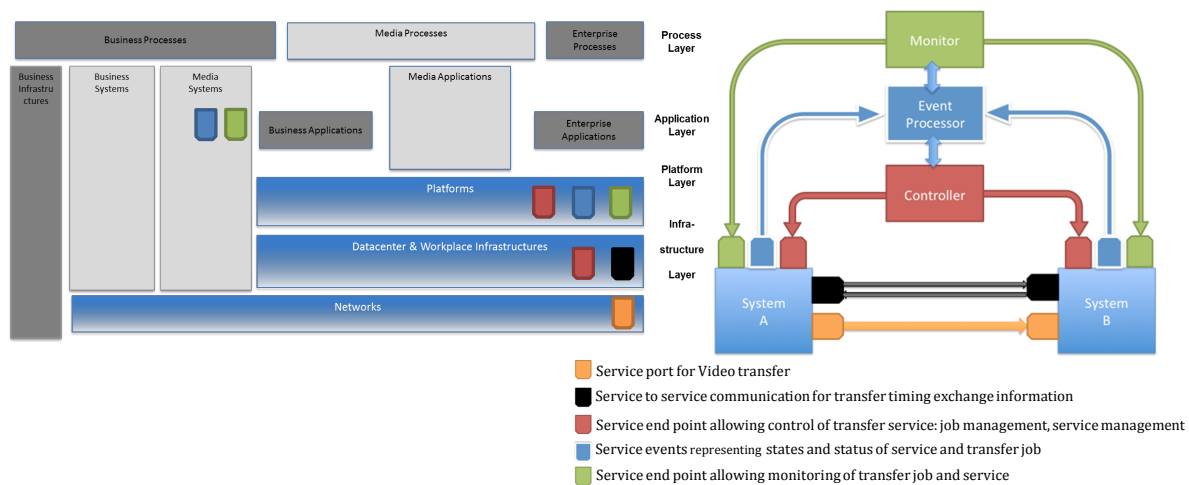 Business Processes
Media Processes
Enterprise
Processes
Process
Layer
Business
Infrastru
ctures
Business
Systems
Media
Systems
Media Applications
Business Applications
Enterprise
Applications
Application
Layer
Platform
Layer
Platforms
Infra-
structure
Layer
Datacenter & Workplace Infrastructures
Networks
Monitor
Event
Processor
Controller
System
A
System
B
Service port for Video transfer
Service to service communication for transfer timing exchange information
Service end point allowing control of transfer service: job management, service management
Service events representing states and status of service and transfer job
Service end point allowing monitoring of transfer job and service